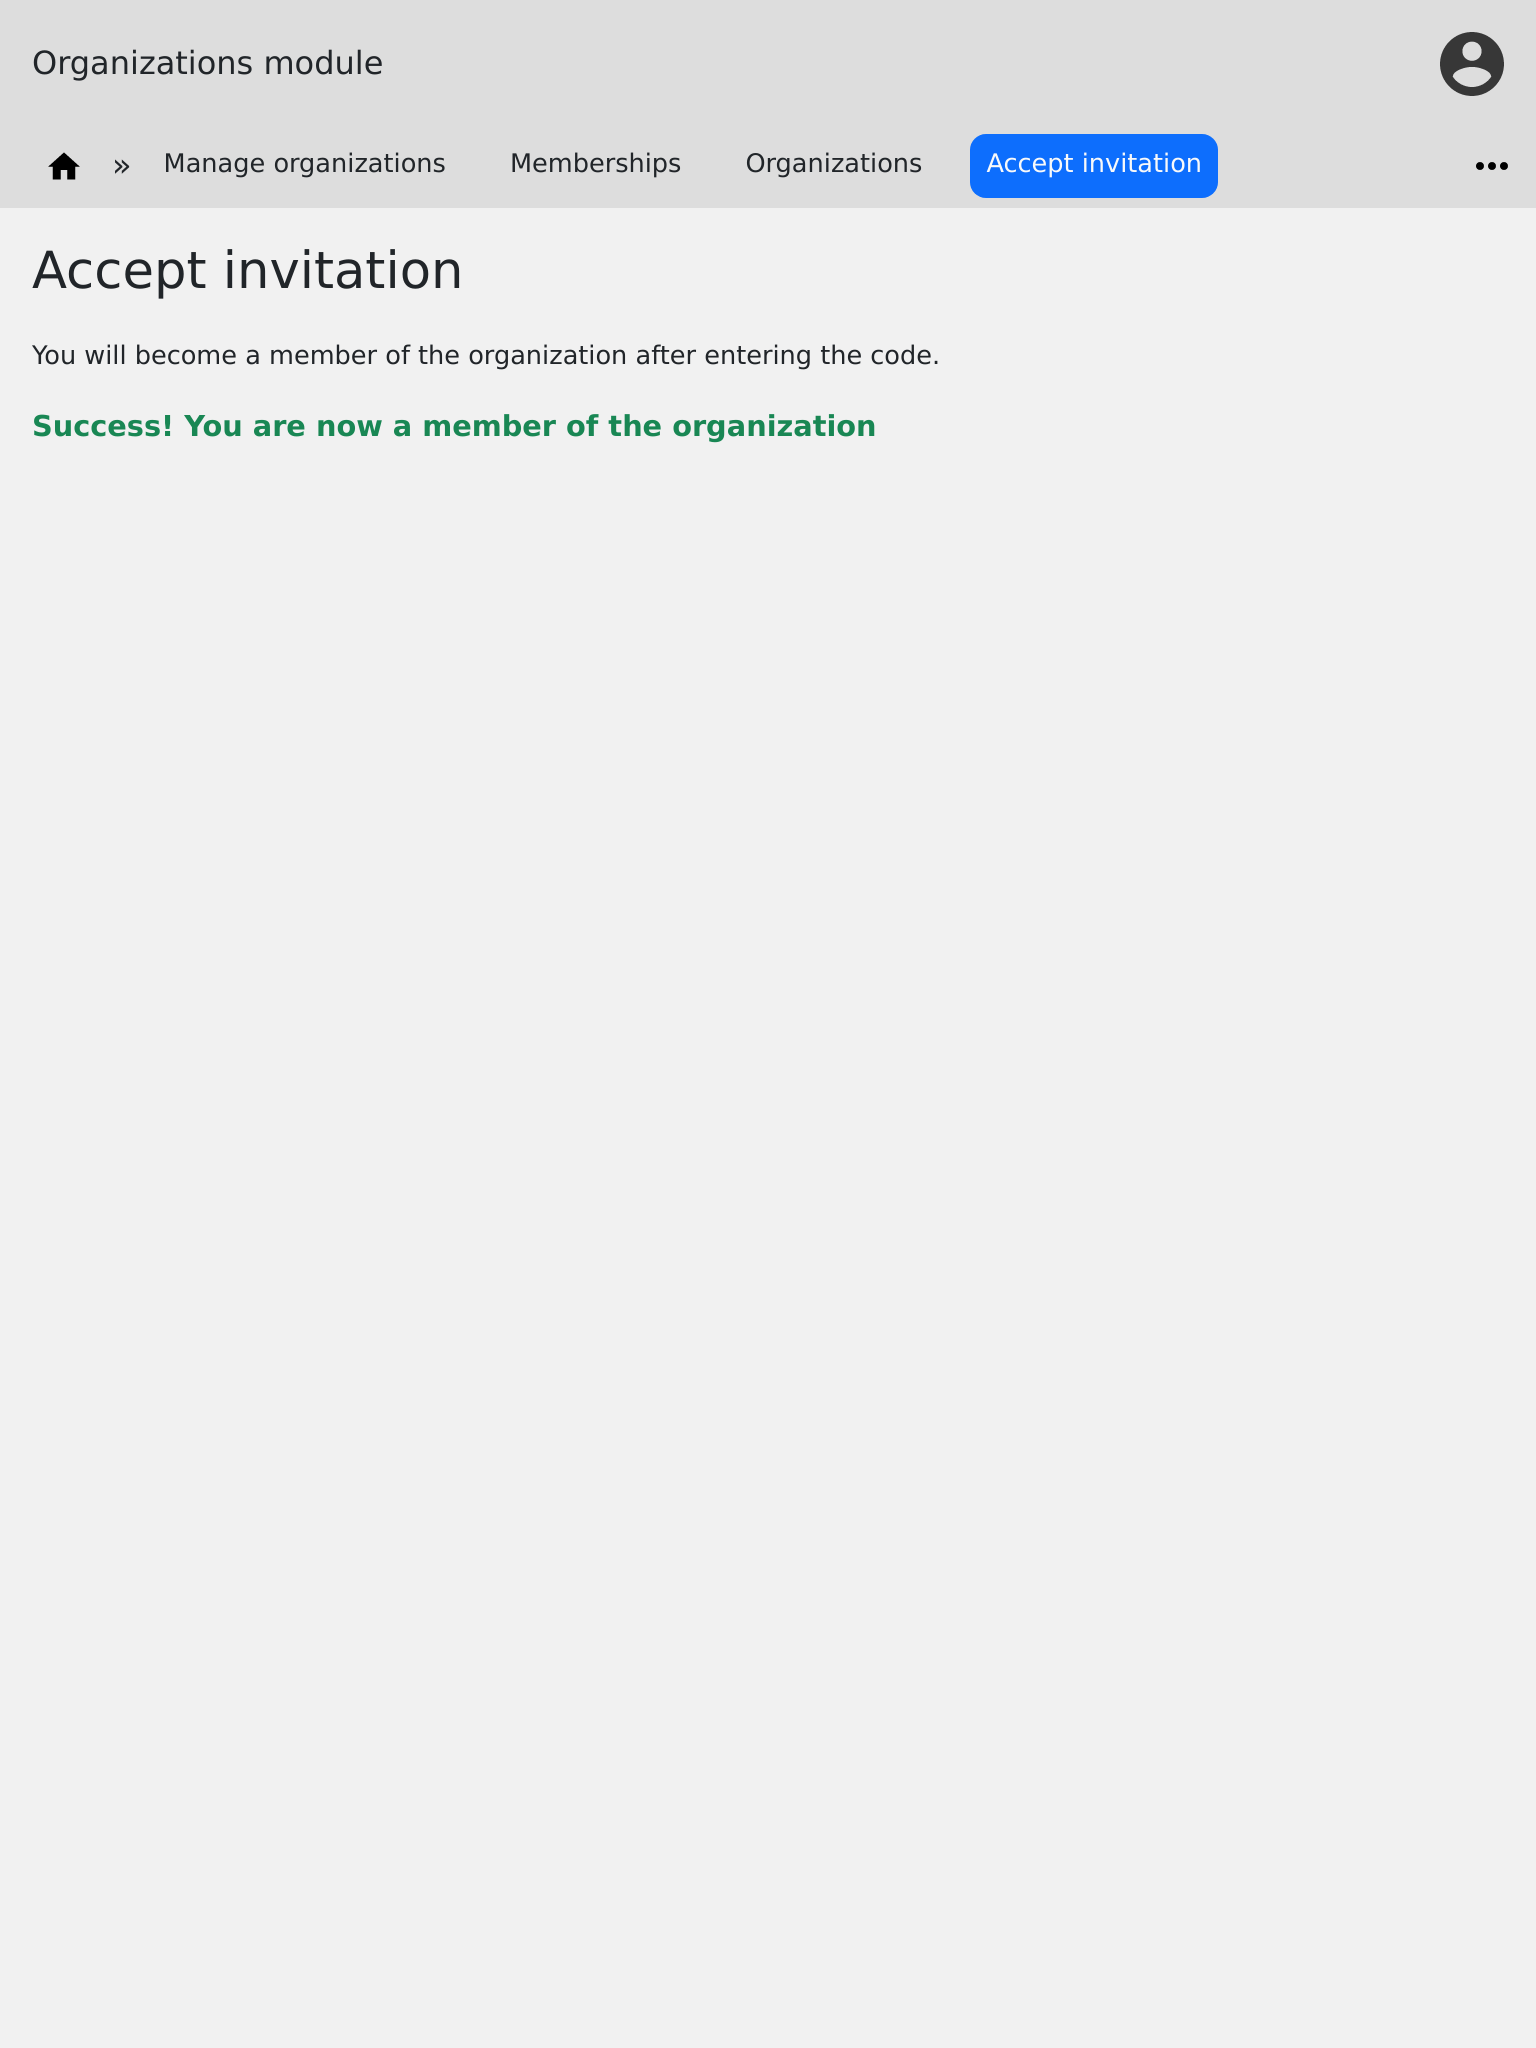 Organizations module
» Manage organizations Memberships Organizations Accept invitation
Accept invitation
You will become a member of the organization after entering the code.
Success! You are now a member of the organization